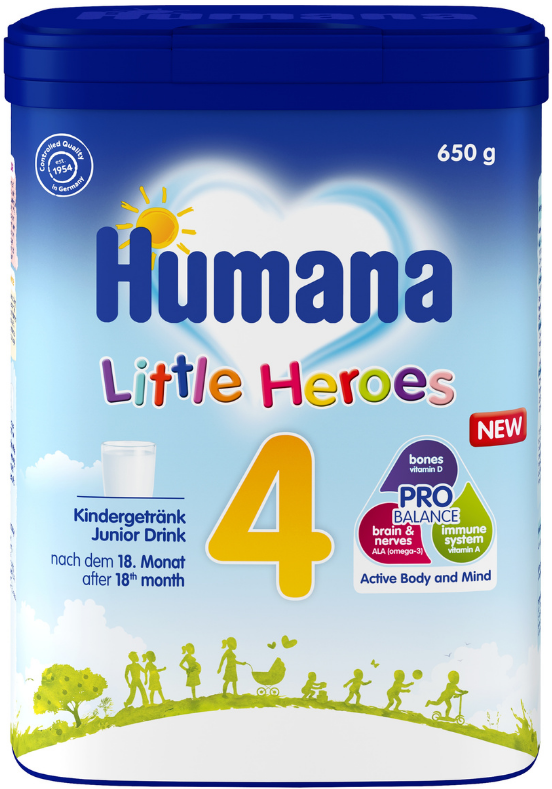 Humana
Controlled Quality
est.
1954
in Germany
650 g
Humana
Little Heroes
NEW
4
Kindergetränk
Junior Drink
nach dem 18. Monat
after 18th month
bones
vitamin D
PRO
BALANCE
brain &
nerves
ALA (omega-3)
immune
system
vitamin A
Active Body and Mind